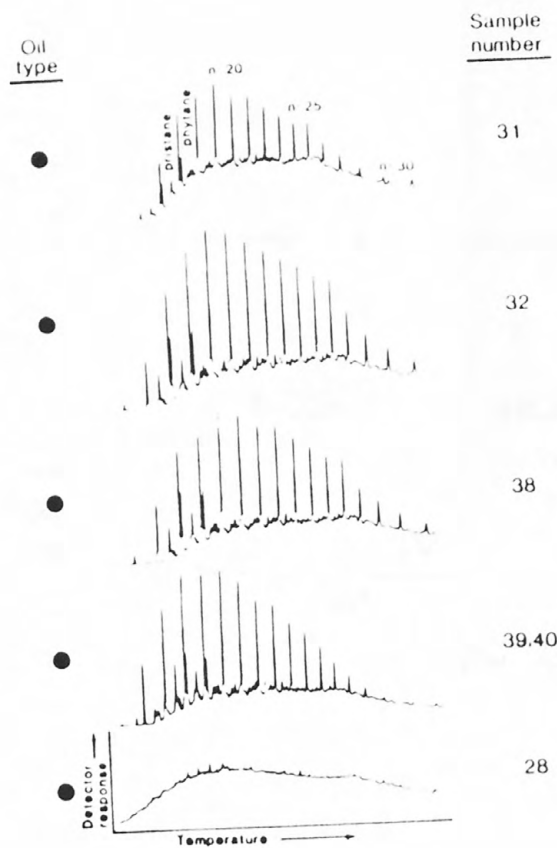 Oil
type
Sample
number
pristane
phytane
n-20
n-25
n-30
31
32
38
39.40
28
Detector
response
Temperature